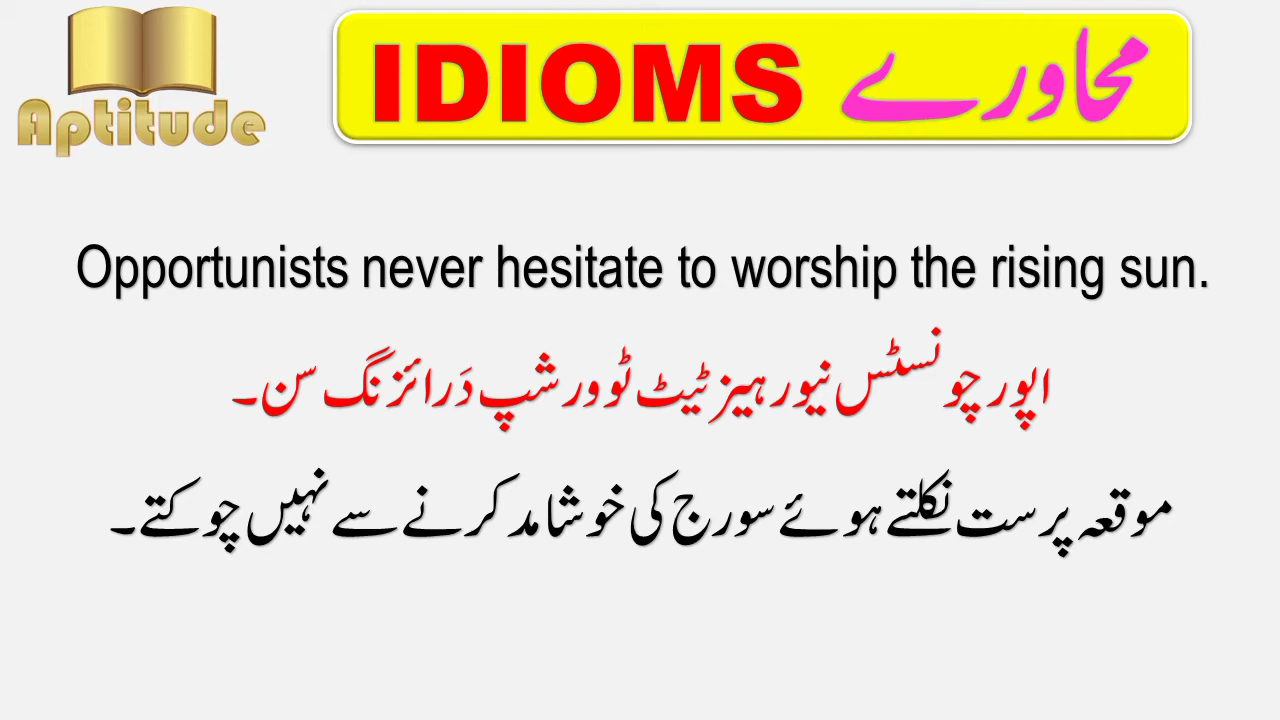 Aptitude
IDIOMS محاورے
Opportunists never hesitate to worship the rising sun.
اپورچونسٹس نیور ہیزٹیٹ ٹو ورشپ دَ رائزنگ سن۔
موقعہ پرست نکلتے ہوئے سورج کی خوشامد کرنے سے نہیں چوکتے۔